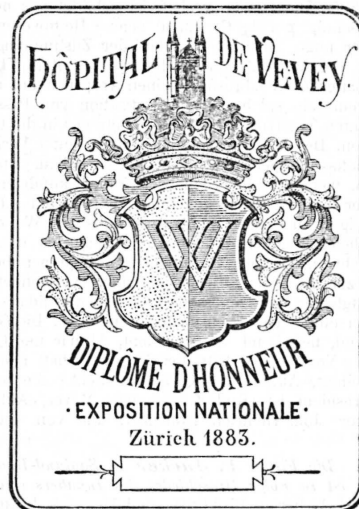 HÔPITAL DE VEVEY.
W
DIPLÔME D'HONNEUR
· EXPOSITION NATIONALE ·
Zürich 1883.